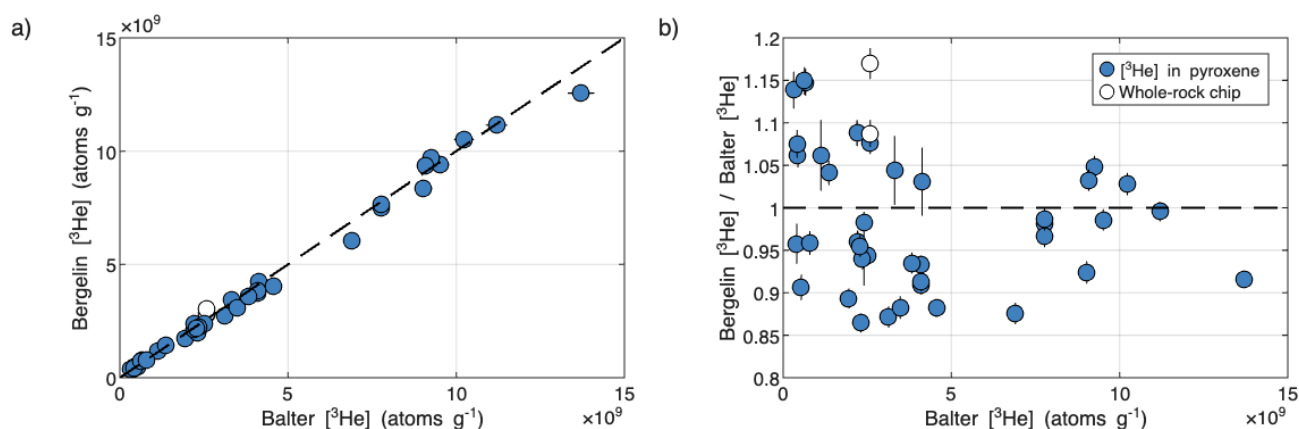 a)
×10⁹
15
10
5
0
Bergelin [³He] (atoms g⁻¹)
0 5 10 15
Balter [³He] (atoms g⁻¹)
×10⁹
b)
1.2
1.15
1.1
1.05
1
0.95
0.9
0.85
0.8
Bergelin [³He] / Balter [³He]
[³He] in pyroxene
Whole-rock chip
0 5 10 15
Balter [³He] (atoms g⁻¹)
×10⁹